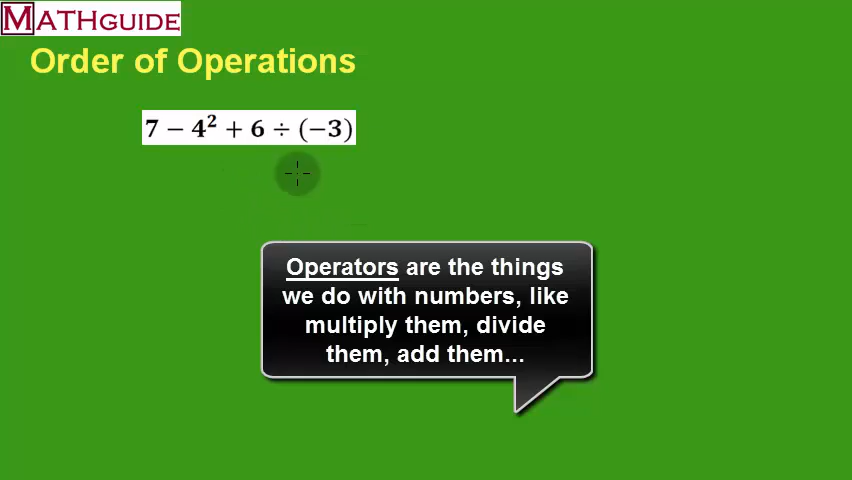 MATHGUIDE
Order of Operations
7 − 4² + 6 ÷ (−3)
Operators are the things
we do with numbers, like
multiply them, divide
them, add them...